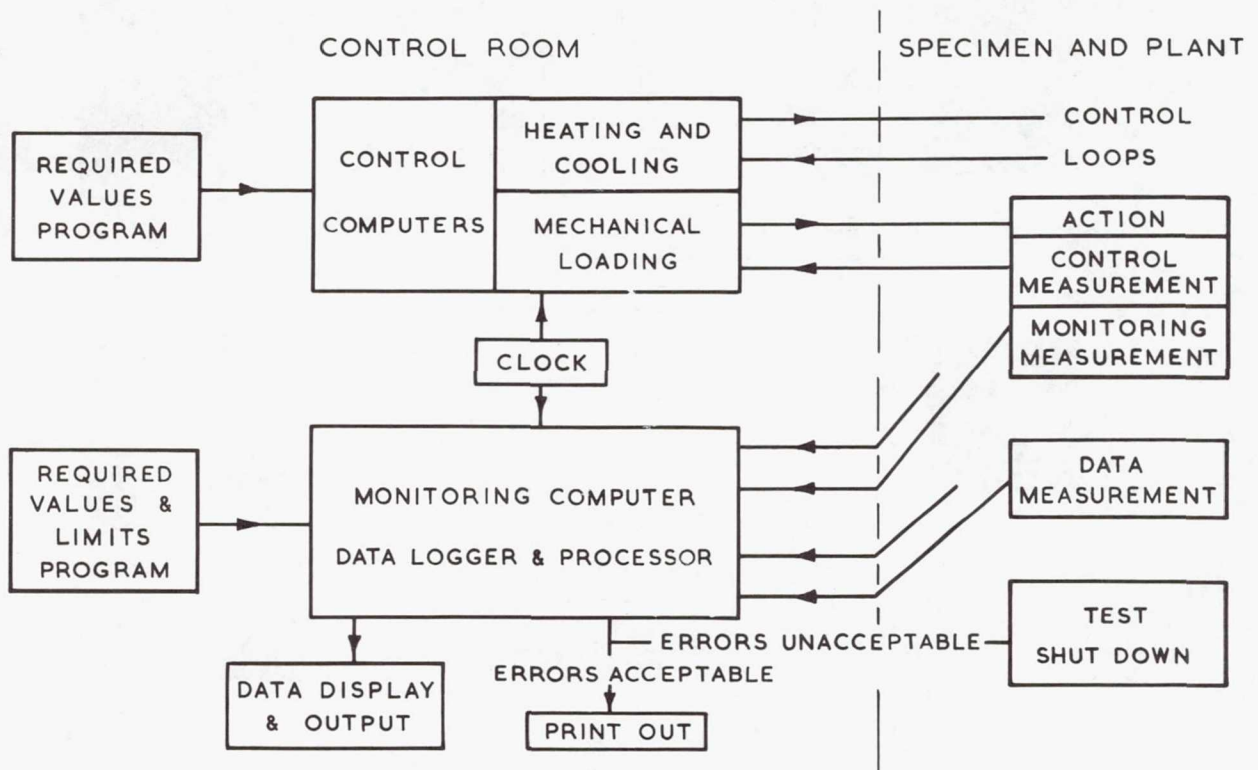 CONTROL ROOM
SPECIMEN AND PLANT
REQUIRED
VALUES
PROGRAM
CONTROL
COMPUTERS
HEATING AND
COOLING
MECHANICAL
LOADING
CONTROL
LOOPS
ACTION
CONTROL
MEASUREMENT
MONITORING
MEASUREMENT
CLOCK
REQUIRED
VALUES &
LIMITS
PROGRAM
MONITORING COMPUTER
DATA LOGGER & PROCESSOR
DATA
MEASUREMENT
TEST
SHUT DOWN
ERRORS UNACCEPTABLE
ERRORS ACCEPTABLE
DATA DISPLAY
& OUTPUT
PRINT OUT